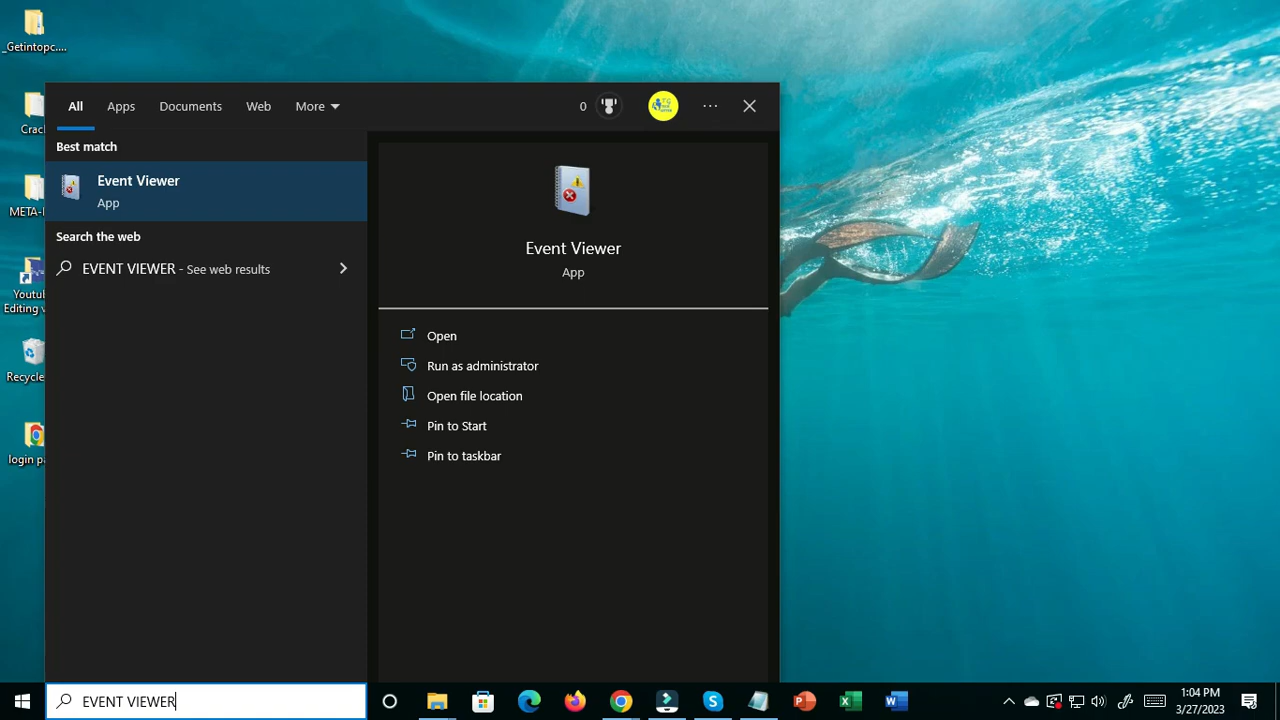 _Getintopc....
Crac
META-
Youtub
Editing v
Recycle
login pa
All
Apps
Documents
Web
More
0
Best match
Event Viewer
App
Search the web
EVENT VIEWER - See web results
Event Viewer
App
Open
Run as administrator
Open file location
Pin to Start
Pin to taskbar
EVENT VIEWER
1:04 PM
3/27/2023